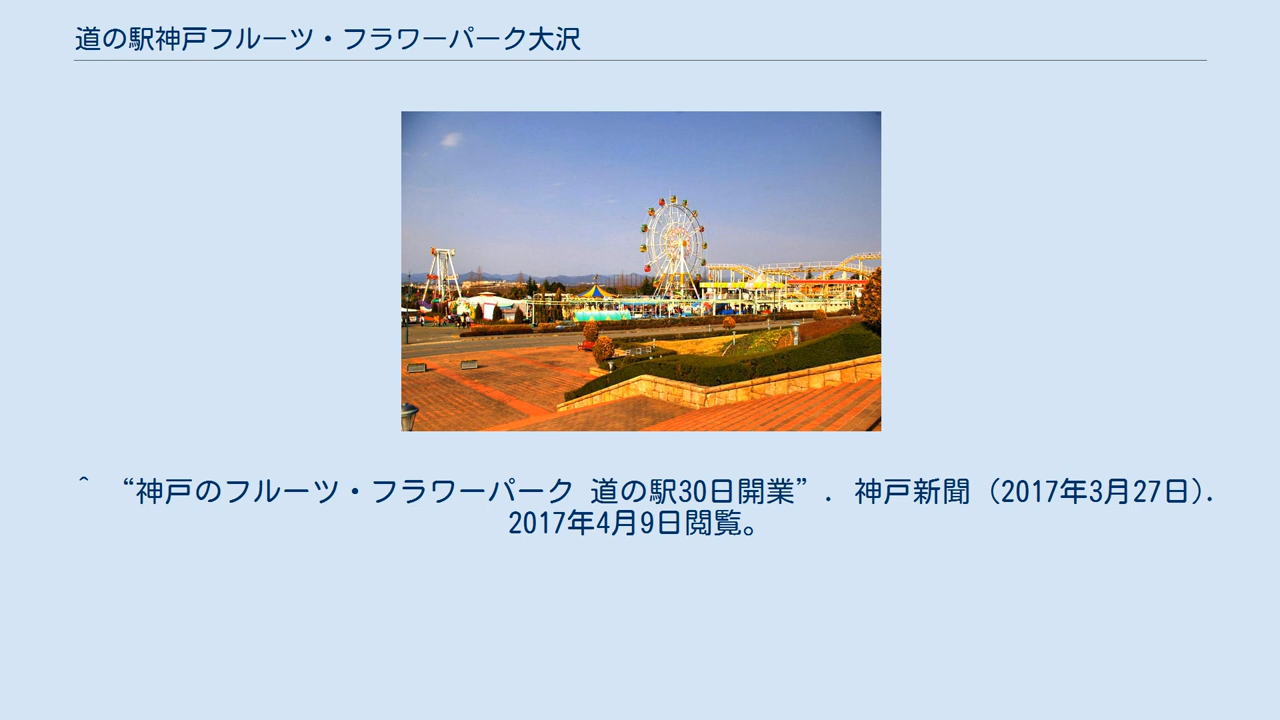 道の駅神戸フルーツ・フラワーパーク大沢
^ “神戸のフルーツ・フラワーパーク 道の駅30日開業”. 神戸新聞 (2017年3月27日).
2017年4月9日閲覧。